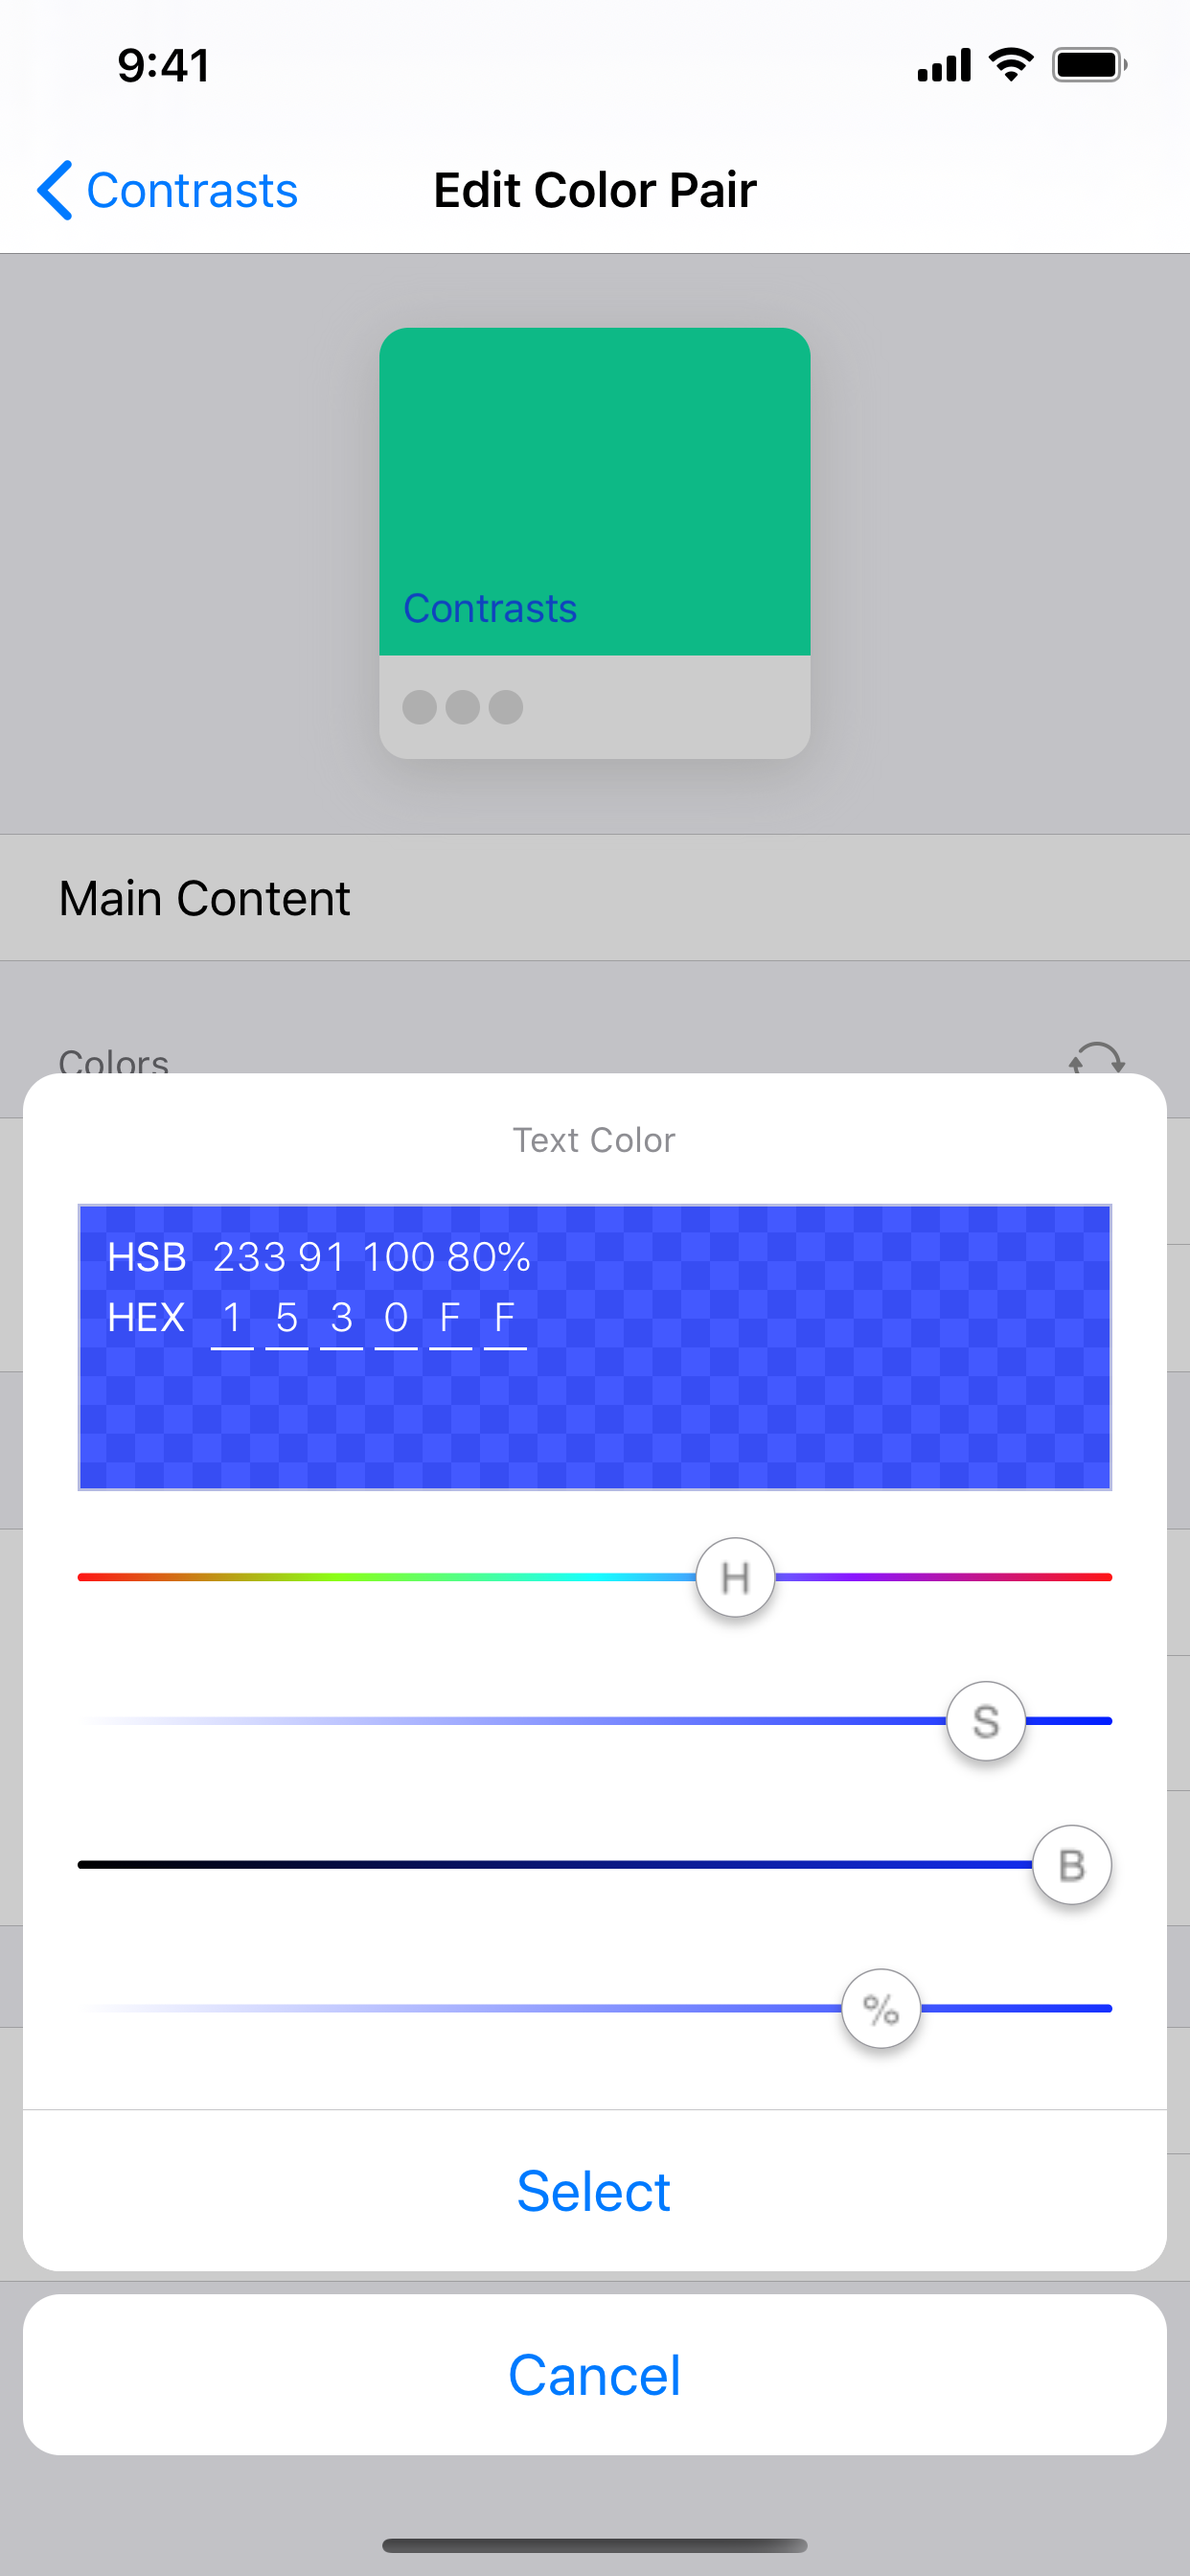 9:41
Contrasts
Edit Color Pair
Contrasts
Main Content
Colors
Text Color
HSB 233 91 100 80%
HEX 1 5 3 0 F F
H
S
B
%
Select
Cancel